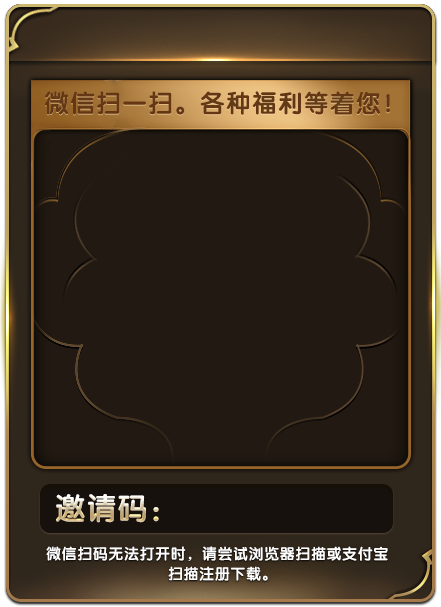 微信扫一扫。各种福利等着您!
邀请码:
微信扫码无法打开时，请尝试浏览器扫描或支付宝
扫描注册下载。